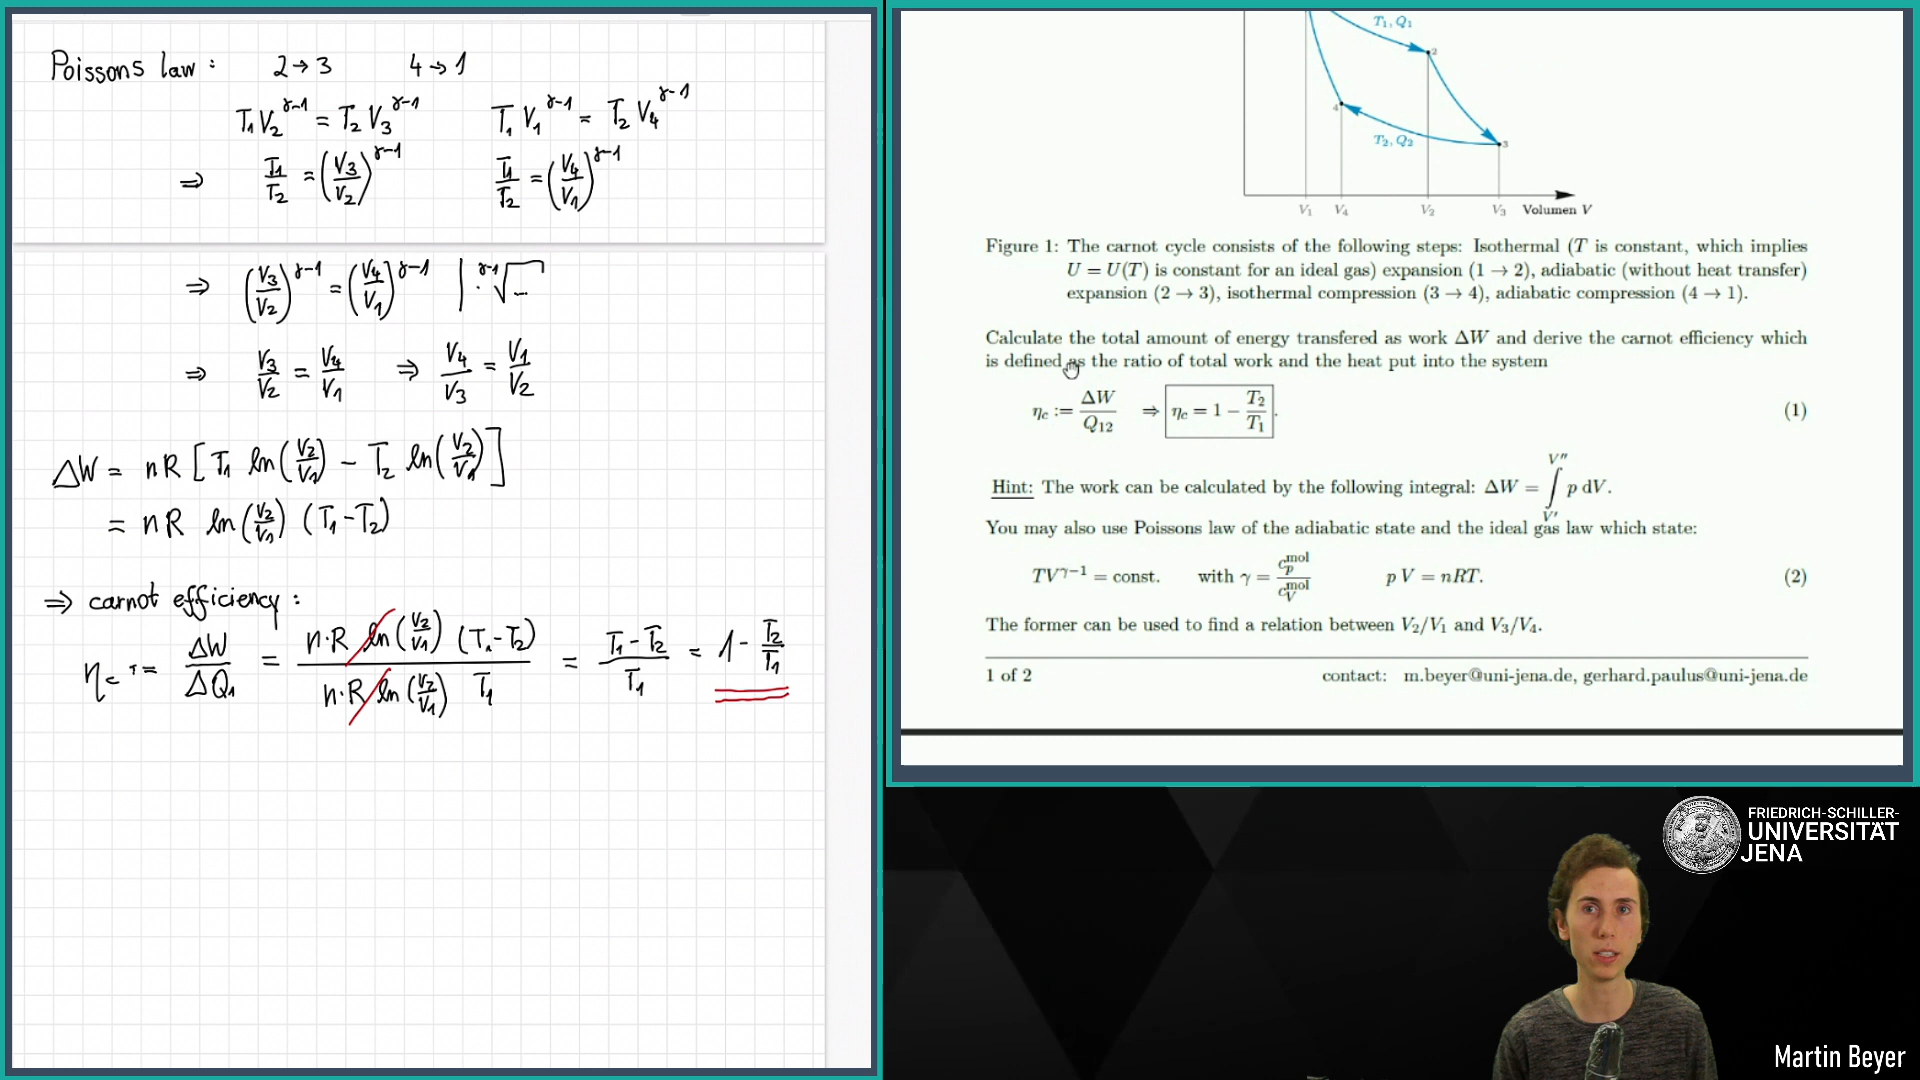 Poissons law: 2→3 4→1
T₁V₂^{γ-1} = T₂V₃^{γ-1} T₁V₁^{γ-1} = T₂V₄^{γ-1}
⇒ T₁/T₂ = (V₃/V₂)^{γ-1} T₁/T₂ = (V₄/V₁)^{γ-1}
⇒ (V₃/V₂)^{γ-1} = (V₄/V₁)^{γ-1} | ^{γ-1}√...
⇒ V₃/V₂ = V₄/V₁ ⇒ V₄/V₃ = V₁/V₂
ΔW = nR [T₁ ln(V₂/V₁) - T₂ ln(V₂/V₁)]
= nR ln(V₂/V₁) (T₁-T₂)
⇒ carnot efficiency:
η_c := ΔW/ΔQ₁ = n·R ln(V₂/V₁) (T₁-T₂) / n·R ln(V₂/V₁) T₁ = T₁-T₂/T₁ = 1 - T₂/T₁
T₁, Q₁
2
4
T₂, Q₂
3
V₁ V₄ V₂ V₃ Volumen V
Figure 1: The carnot cycle consists of the following steps: Isothermal (T is constant, which implies
U = U(T) is constant for an ideal gas) expansion (1 → 2), adiabatic (without heat transfer)
expansion (2 → 3), isothermal compression (3 → 4), adiabatic compression (4 → 1).
Calculate the total amount of energy transfered as work ΔW and derive the carnot efficiency which
is defined as the ratio of total work and the heat put into the system
η_c := ΔW/Q₁₂ ⇒ η_c = 1 - T₂/T₁. (1)
Hint: The work can be calculated by the following integral: ΔW = ∫_{V′}^{V″} p dV.
You may also use Poissons law of the adiabatic state and the ideal gas law which state:
TV^{γ-1} = const. with γ = c_p^{mol}/c_V^{mol} p V = nRT. (2)
The former can be used to find a relation between V₂/V₁ and V₃/V₄.
1 of 2 contact: m.beyer@uni-jena.de, gerhard.paulus@uni-jena.de
FRIEDRICH-SCHILLER-
UNIVERSITÄT
JENA
Martin Beyer